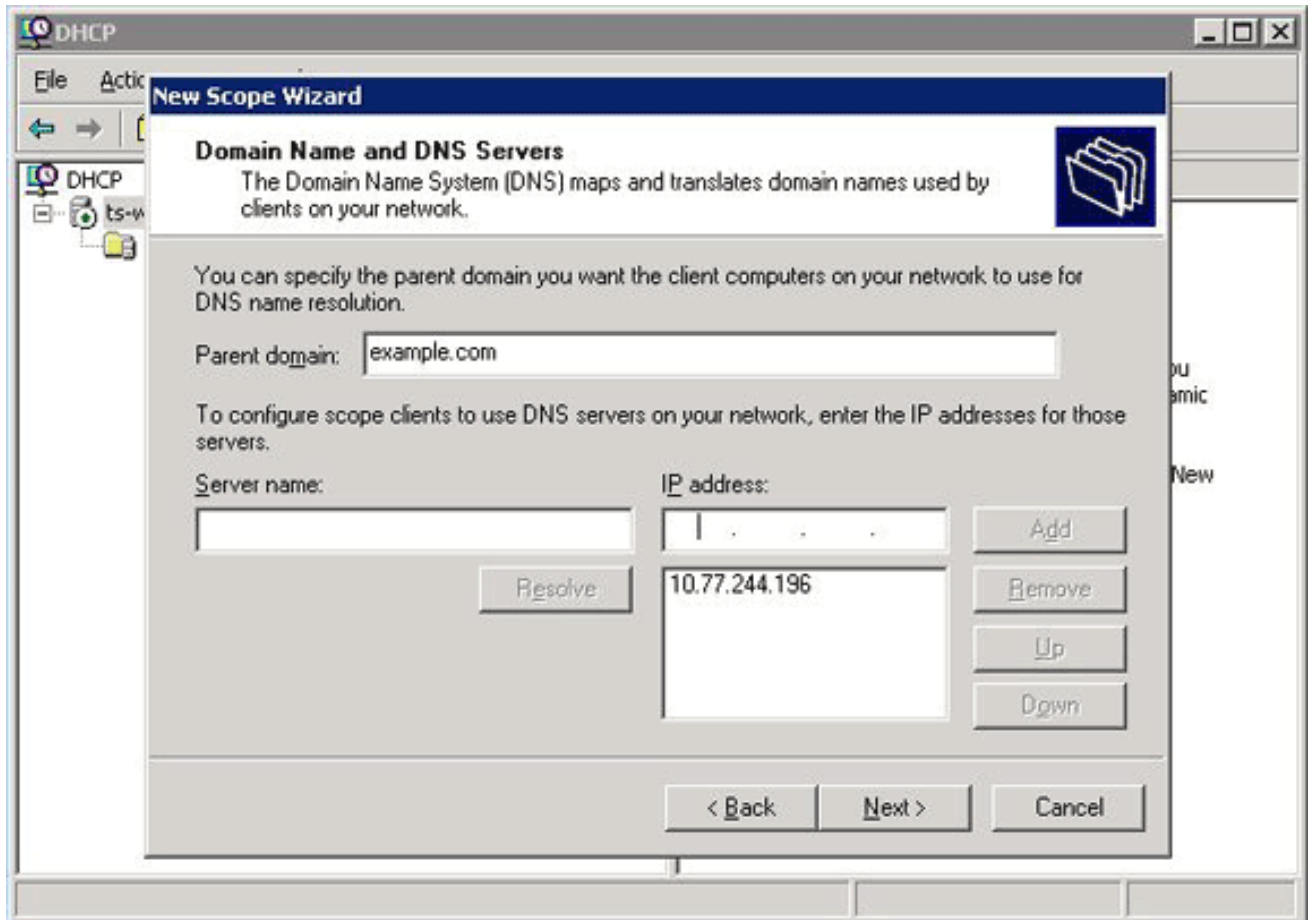 DHCP
File Actio
New Scope Wizard
Domain Name and DNS Servers
The Domain Name System (DNS) maps and translates domain names used by
clients on your network.
DHCP
ts-w
You can specify the parent domain you want the client computers on your network to use for
DNS name resolution.
Parent domain: example.com
To configure scope clients to use DNS servers on your network, enter the IP addresses for those
servers.
Server name: IP address:
. . . Add
Resolve 10.77.244.196 Remove
Up
Down
< Back Next > Cancel
ou
amic
New